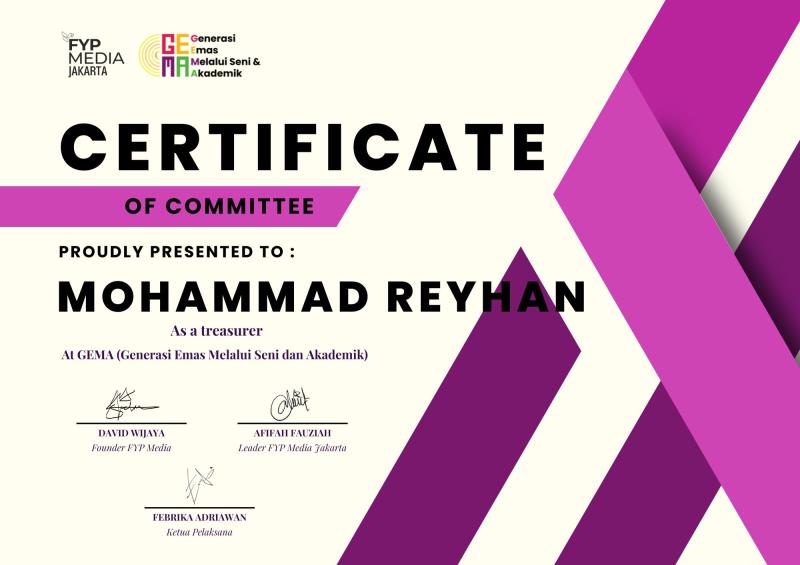 FYP
MEDIA
JAKARTA
GEMA
Generasi
Emas
Melalui Seni &
Akademik
CERTIFICATE
OF COMMITTEE
PROUDLY PRESENTED TO :
MOHAMMAD REYHAN
As a treasurer
At GEMA (Generasi Emas Melalui Seni dan Akademik)
DAVID WIJAYA
Founder FYP Media
AFIFAH FAUZIAH
Leader FYP Media Jakarta
FEBRIKA ADRIAWAN
Ketua Pelaksana